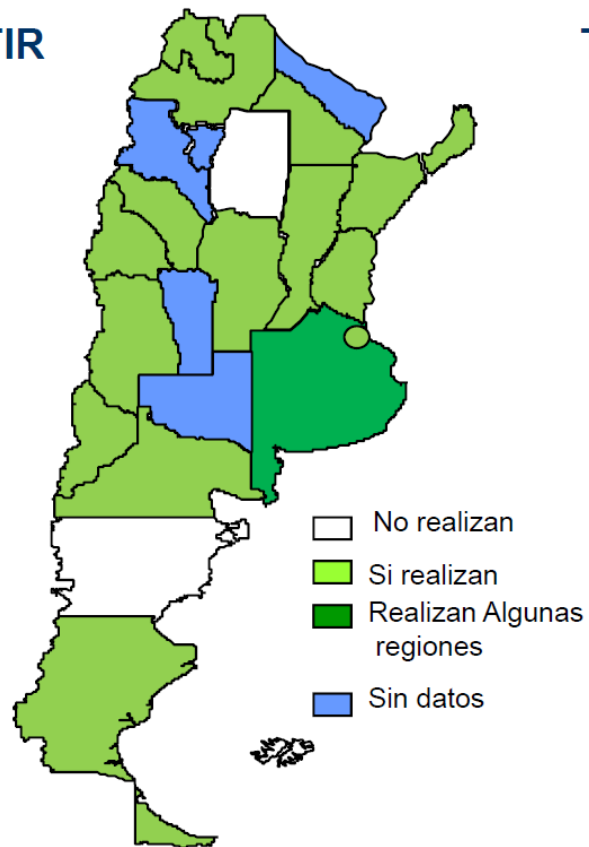 TIR
T
No realizan
Si realizan
Realizan Algunas
regiones
Sin datos